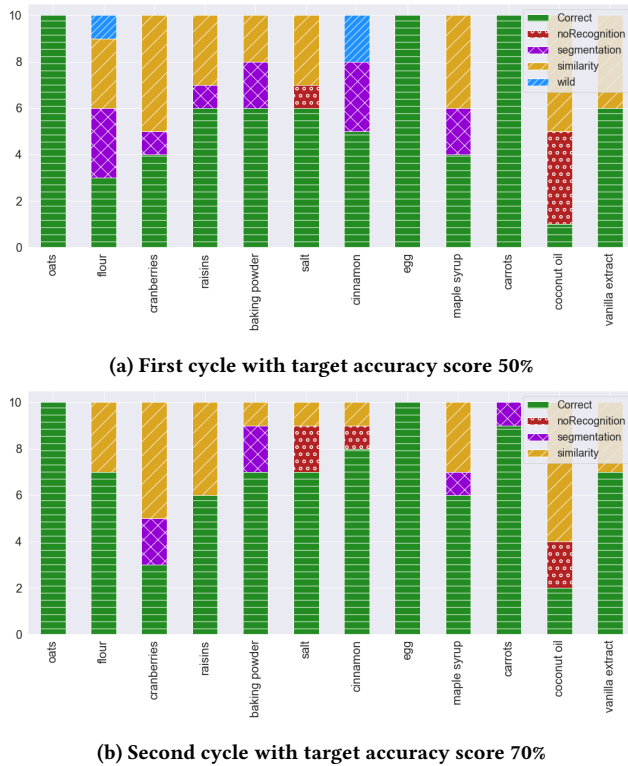 10
8
6
4
2
0
Correct
noRecognition
segmentation
similarity
wild
oats
flour
cranberries
raisins
baking powder
salt
cinnamon
egg
maple syrup
carrots
coconut oil
vanilla extract
(a) First cycle with target accuracy score 50%
10
8
6
4
2
0
Correct
noRecognition
segmentation
similarity
oats
flour
cranberries
raisins
baking powder
salt
cinnamon
egg
maple syrup
carrots
coconut oil
vanilla extract
(b) Second cycle with target accuracy score 70%